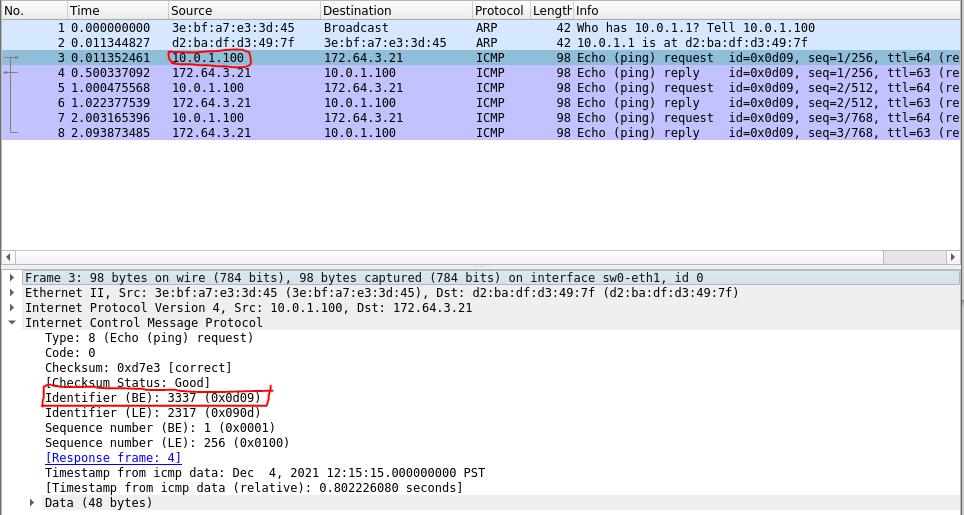 No. Time Source Destination Protocol Length Info
1 0.000000000 3e:bf:a7:e3:3d:45 Broadcast ARP 42 Who has 10.0.1.1? Tell 10.0.1.100
2 0.011344827 d2:ba:df:d3:49:7f 3e:bf:a7:e3:3d:45 ARP 42 10.0.1.1 is at d2:ba:df:d3:49:7f
3 0.011352461 10.0.1.100 172.64.3.21 ICMP 98 Echo (ping) request id=0x0d09, seq=1/256, ttl=64 (re
4 0.500337092 172.64.3.21 10.0.1.100 ICMP 98 Echo (ping) reply id=0x0d09, seq=1/256, ttl=63 (re
5 1.000475568 10.0.1.100 172.64.3.21 ICMP 98 Echo (ping) request id=0x0d09, seq=2/512, ttl=64 (re
6 1.022377539 172.64.3.21 10.0.1.100 ICMP 98 Echo (ping) reply id=0x0d09, seq=2/512, ttl=63 (re
7 2.003165396 10.0.1.100 172.64.3.21 ICMP 98 Echo (ping) request id=0x0d09, seq=3/768, ttl=64 (re
8 2.093873485 172.64.3.21 10.0.1.100 ICMP 98 Echo (ping) reply id=0x0d09, seq=3/768, ttl=63 (re
Frame 3: 98 bytes on wire (784 bits), 98 bytes captured (784 bits) on interface sw0-eth1, id 0
Ethernet II, Src: 3e:bf:a7:e3:3d:45 (3e:bf:a7:e3:3d:45), Dst: d2:ba:df:d3:49:7f (d2:ba:df:d3:49:7f)
Internet Protocol Version 4, Src: 10.0.1.100, Dst: 172.64.3.21
Internet Control Message Protocol
Type: 8 (Echo (ping) request)
Code: 0
Checksum: 0xd7e3 [correct]
[Checksum Status: Good]
Identifier (BE): 3337 (0x0d09)
Identifier (LE): 2317 (0x090d)
Sequence number (BE): 1 (0x0001)
Sequence number (LE): 256 (0x0100)
[Response frame: 4]
Timestamp from icmp data: Dec  4, 2021 12:15:15.000000000 PST
[Timestamp from icmp data (relative): 0.802226080 seconds]
Data (48 bytes)